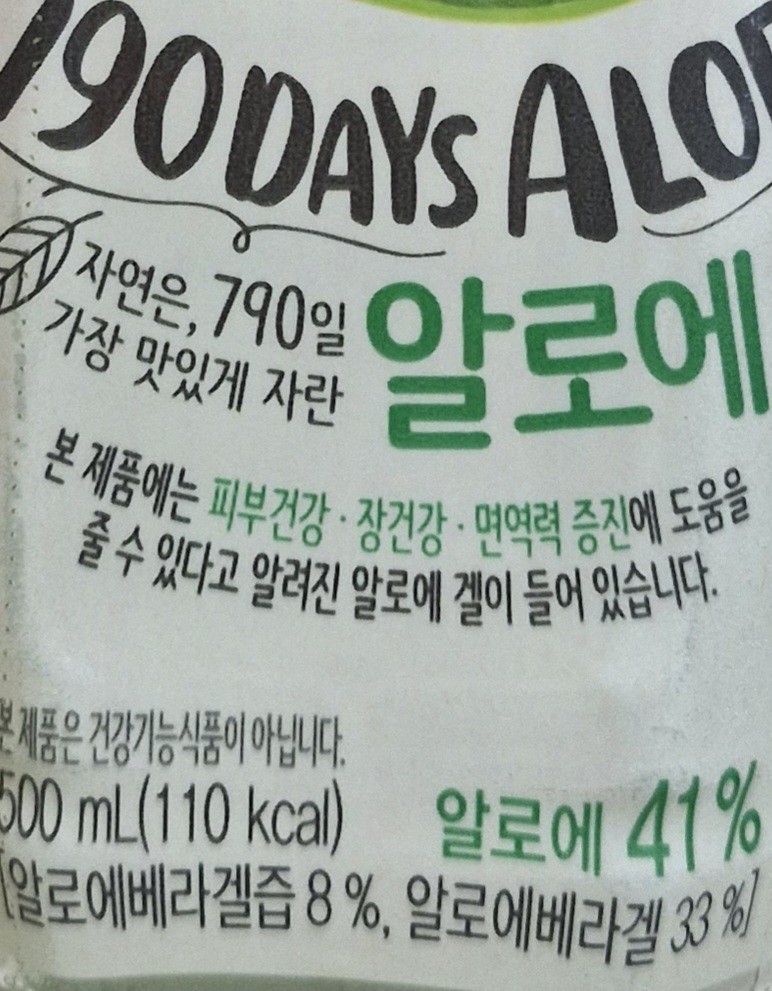 790 DAYS ALOE
자연은, 790일
가장 맛있게 자란
알로에
본 제품에는 피부건강 · 장건강 · 면역력 증진에 도움을
줄 수 있다고 알려진 알로에 겔이 들어 있습니다.
본 제품은 건강기능식품이 아닙니다.
500 mL(110 kcal)
알로에 41%
[알로에베라겔즙 8 %, 알로에베라겔 33 %]